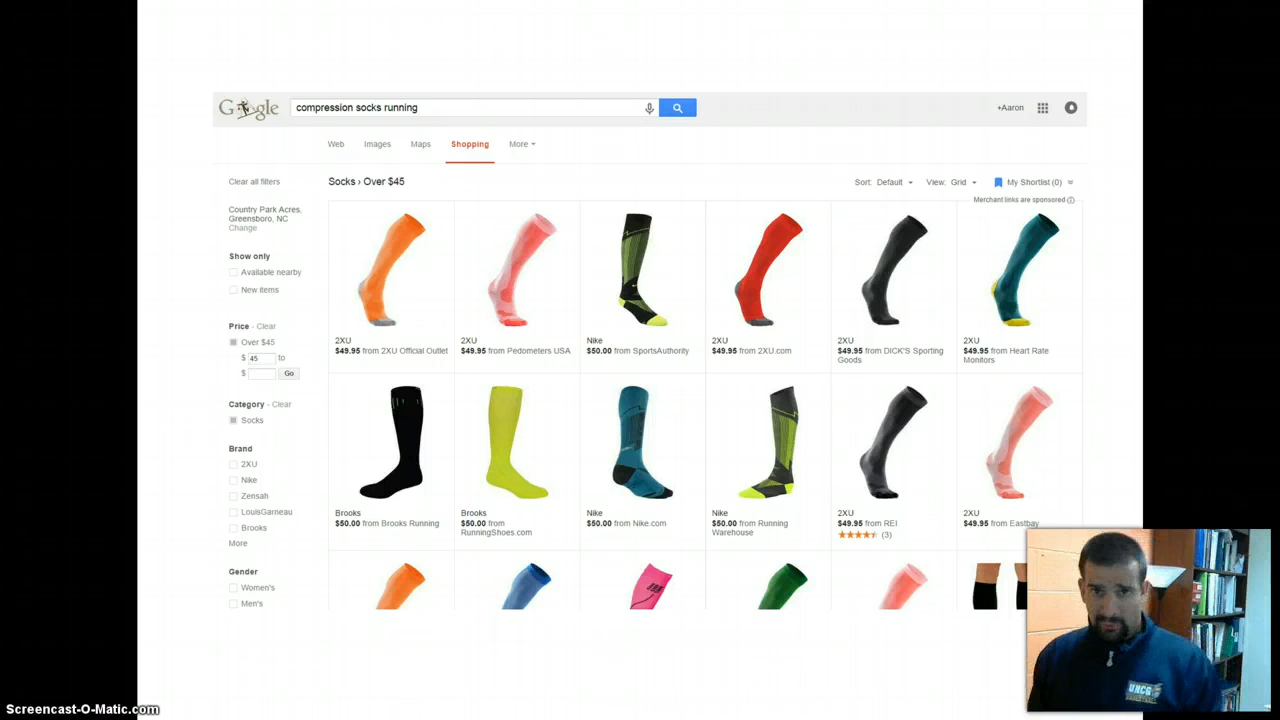 Google
compression socks running
+Aaron
Web Images Maps Shopping More
Clear all filters
Socks › Over $45
Sort: Default View: Grid My Shortlist (0)
Merchant links are sponsored
Country Park Acres,
Greensboro, NC
Change
Show only
Available nearby
New items
Price - Clear
Over $45
$ 45 to
$ Go
Category - Clear
Socks
Brand
2XU
Nike
Zensah
LouisGarneau
Brooks
More
Gender
Women's
Men's
2XU
$49.95 from 2XU Official Outlet
2XU
$49.95 from Pedometers USA
Nike
$50.00 from SportsAuthority
2XU
$49.95 from 2XU.com
2XU
$49.95 from DICK'S Sporting
Goods
2XU
$49.95 from Heart Rate
Monitors
Brooks
$50.00 from Brooks Running
Brooks
$50.00 from
RunningShoes.com
Nike
$50.00 from Nike.com
Nike
$50.00 from Running
Warehouse
2XU
$49.95 from REI
(3)
2XU
$49.95 from Eastbay
UNCG
Screencast-O-Matic.com